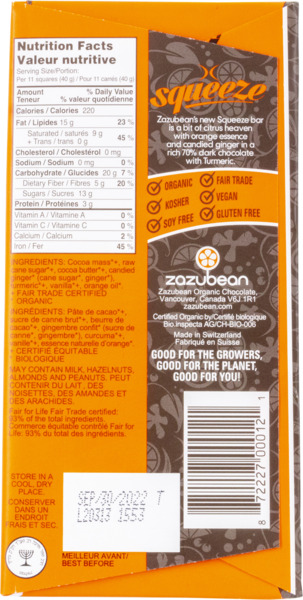 Nutrition Facts
Valeur nutritive
Serving Size/Portion:
Per 11 squares (40 g) / Pour 11 carrés (40 g)
Amount % Daily Value
Teneur % valeur quotidienne
Calories / Calories 220
Fat / Lipides 15 g 23 %
Saturated / saturés 9 g
+ Trans / trans 0 g 45 %
Cholesterol / Cholestérol 0 mg
Sodium / Sodium 0 mg 0 %
Carbohydrate / Glucides 20 g 7 %
Dietary Fiber / Fibres 5 g 20 %
Sugars / Sucres 13 g
Protein / Protéines 3 g
Vitamin A / Vitamine A 0 %
Vitamin C / Vitamine C 0 %
Calcium / Calcium 2 %
Iron / Fer 45 %
INGREDIENTS: Cocoa mass*+, raw
cane sugar*+, cocoa butter*+, candied
ginger* (cane sugar*, ginger*),
turmeric*+, vanilla*+, orange oil*.
+ FAIR TRADE CERTIFIED
ORGANIC
INGRÉDIENTS: Pâte de cacao*+,
sucre de canne brut*+, beurre de
cacao*+, gingembre confit* (sucre de
canne*, gingembre*), curcuma*+,
vanille*+, essence naturelle d'orange*.
+ CERTIFIÉ ÉQUITABLE
BIOLOGIQUE
MAY CONTAIN MILK, HAZELNUTS,
ALMONDS AND PEANUTS. PEUT
CONTENIR DU LAIT, DES
NOISETTES, DES AMANDES ET
DES ARACHIDES.
Fair for Life Fair Trade certified:
93% of the total ingredients.
Commerce équitable contrôlé Fair for
Life: 93% du total des ingrédients.
STORE IN A
COOL, DRY
PLACE.
CONSERVER
DANS UN
ENDROIT
FRAIS ET SEC.
SEP/30/2022 T
L20313 1553
MEILLEUR AVANT/
BEST BEFORE
squeeze
Zazubean's new Squeeze bar
is a bit of citrus heaven
with orange essence
and candied ginger in a
rich 70% dark chocolate
with Turmeric.
ORGANIC FAIR TRADE
KOSHER VEGAN
SOY FREE GLUTEN FREE
zazubean
Zazubean Organic Chocolate,
Vancouver, Canada V6J 1R1
zazubean.com
Certified Organic by/Certifié biologique
Bio.inspecta AG/CH-BIO-006
Made in Switzerland
Fabriqué en Suisse
GOOD FOR THE GROWERS,
GOOD FOR THE PLANET,
GOOD FOR YOU!
8 72227 00012 1